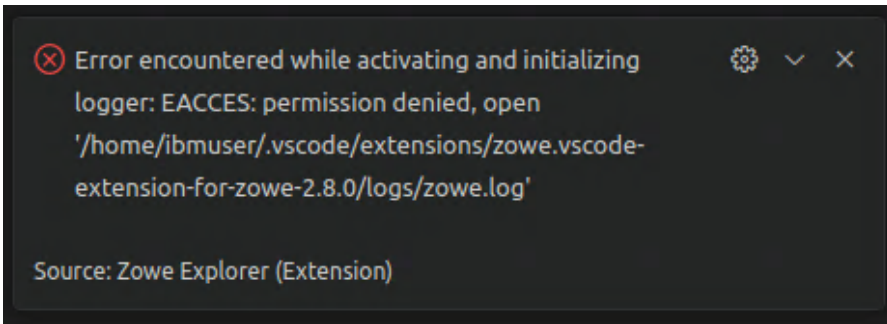 Error encountered while activating and initializing
logger: EACCES: permission denied, open
'/home/ibmuser/.vscode/extensions/zowe.vscode-
extension-for-zowe-2.8.0/logs/zowe.log'
Source: Zowe Explorer (Extension)